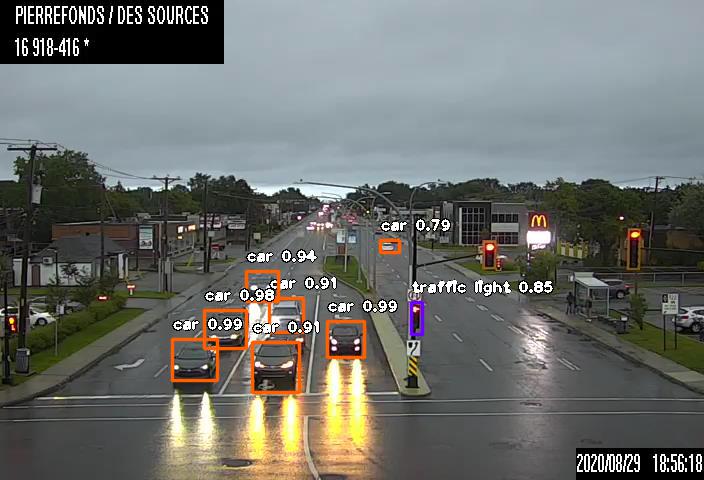 PIERREFONDS / DES SOURCES
16 918-416 *
car 0.79
car 0.94
car 0.91
traffic light 0.85
car 0.98
car 0.99
car 0.99
car 0.91
2020/08/29 18:56:18